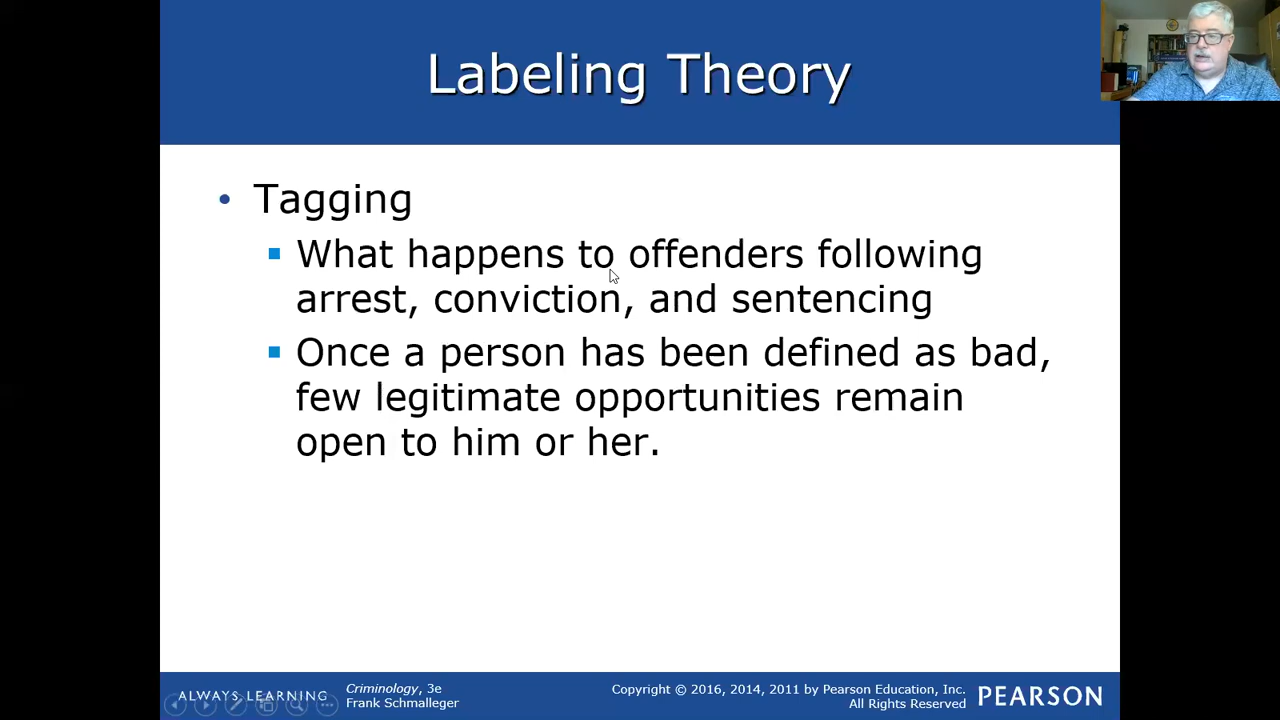 Labeling Theory
• Tagging
▪ What happens to offenders following
arrest, conviction, and sentencing
▪ Once a person has been defined as bad,
few legitimate opportunities remain
open to him or her.
ALWAYS LEARNING
Criminology, 3e
Frank Schmalleger
Copyright © 2016, 2014, 2011 by Pearson Education, Inc.
All Rights Reserved
PEARSON